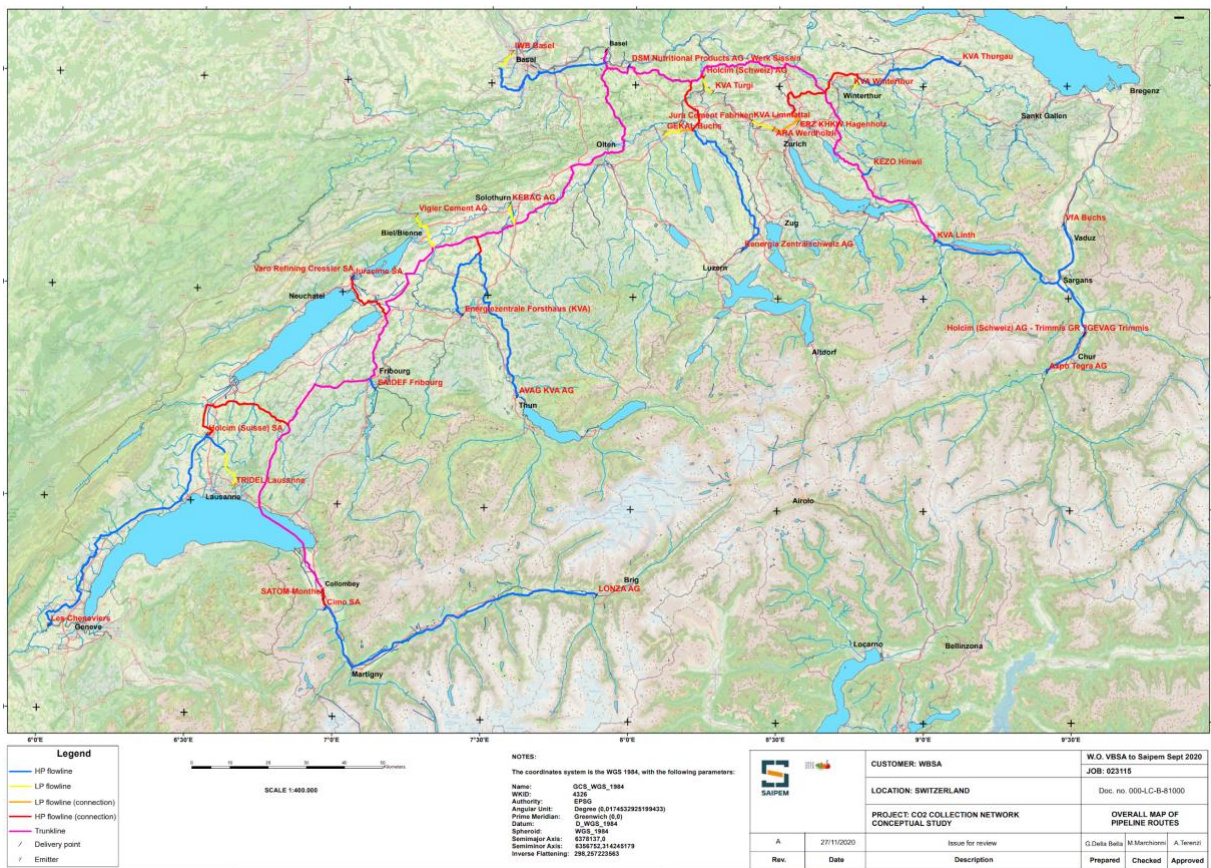 IWB Basel
Basel
Basel
DSM Nutritional Products AG - Werk Sisseln
Holcim (Schweiz) AG
KVA Turgi
KVA Thurgau
KVA Winterthur
Winterthur
Bregenz
Sankt Gallen
Jura Cement Fabriken
KVA Limmattal
ERZ KHKW Hagenholz
GEKAL Buchs
ARA Werdhölzli
Zurich
Olten
KEZO Hinwil
Solothurn
KEBAG AG
Vigier Cement AG
Biel/Bienne
Zug
VfA Buchs
KVA Linth
Vaduz
Renergia Zentralschweiz AG
Luzern
Varo Refining Cressier SA
Juracime SA
Sargans
Neuchatel
Energiezentrale Forsthaus (KVA)
Holcim (Schweiz) AG - Trimmis GR
GEVAG Trimmis
Altdorf
Chur
Axpo Tegra AG
Fribourg
SAIDEF Fribourg
AVAG KVA AG
Thun
Holcim (Suisse) SA
TRIDEL Lausanne
Lausanne
Airolo
Brig
LONZA AG
Collombey
SATOM-Monthey
Cimo SA
Les Cheneviers
Geneve
Martigny
Locarno
Bellinzona
6°0'E 6°30'E 7°0'E 7°30'E 8°0'E 8°30'E 9°0'E 9°30'E
Legend
HP flowline
LP flowline
LP flowline (connection)
HP flowline (connection)
Trunkline
Delivery point
Emitter
Kilometers
SCALE 1:400.000
NOTES:
The coordinates system is the WGS 1984, with the following parameters:
Name: GCS_WGS_1984
WKID: 4326
Authority: EPSG
Angular Unit: Degree (0,0174532925199433)
Prime Meridian: Greenwich (0,0)
Datum: D_WGS_1984
Spheroid: WGS_1984
Semimajor Axis: 6378137,0
Semiminor Axis: 6356752,314245179
Inverse Flattening: 298,257223563
SAIPEM
CUSTOMER: WBSA
LOCATION: SWITZERLAND
PROJECT: CO2 COLLECTION NETWORK
CONCEPTUAL STUDY
W.O. VBSA to Saipem Sept 2020
JOB: 023115
Doc. no. 000-LC-B-81000
OVERALL MAP OF
PIPELINE ROUTES
A 27/11/2020 Issue for review G.Della Bella M.Marchionni A.Terenzi
Rev. Date Description Prepared Checked Approved